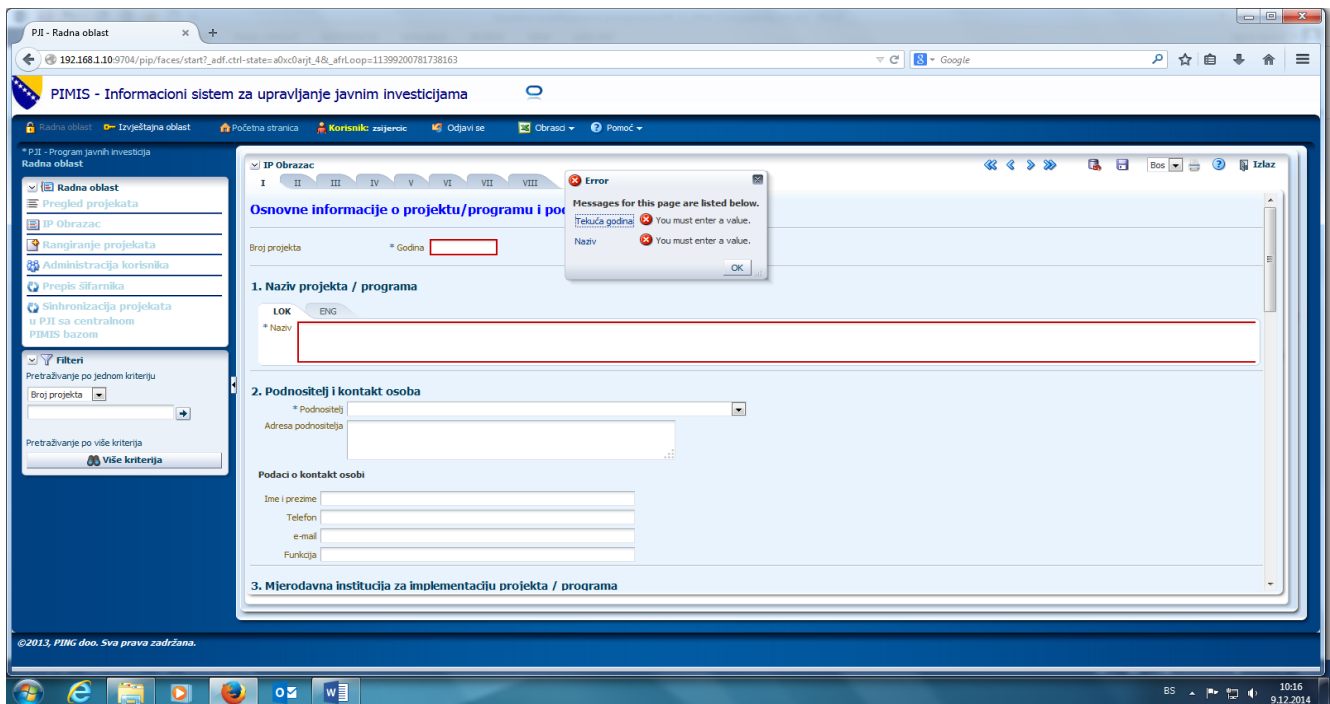 PJI - Radna oblast
192.168.1.10:9704/pip/faces/start?_adf.ctrl-state=a0xc0arjt_4&_afrLoop=11399200781738163
Google
PIMIS - Informacioni sistem za upravljanje javnim investicijama
Radna oblast Izvještajna oblast Početna stranica Korisnik: zsijercic Odjavi se Obrasci Pomoć
*PJI - Program javnih investicija
Radna oblast
Radna oblast
Pregled projekata
IP Obrazac
Rangiranje projekata
Administracija korisnika
Prepis šifarnika
Sinhronizacija projekata
u PJI sa centralnom
PIMIS bazom
Filteri
Pretraživanje po jednom kriteriju
Broj projekta
Pretraživanje po više kriterija
Više kriterija
IP Obrazac
Bos Izlaz
I II III IV V VI VII VIII
Osnovne informacije o projektu/programu i
Broj projekta * Godina
Error
Messages for this page are listed below.
Tekuća godina You must enter a value.
Naziv You must enter a value.
OK
1. Naziv projekta / programa
LOK ENG
* Naziv
2. Podnositelj i kontakt osoba
* Podnositelj
Adresa podnositelja
Podaci o kontakt osobi
Ime i prezime
Telefon
e-mail
Funkcija
3. Mjerodavna institucija za implementaciju projekta / programa
©2013, PING doo. Sva prava zadržana.
BS
10:16
9.12.2014